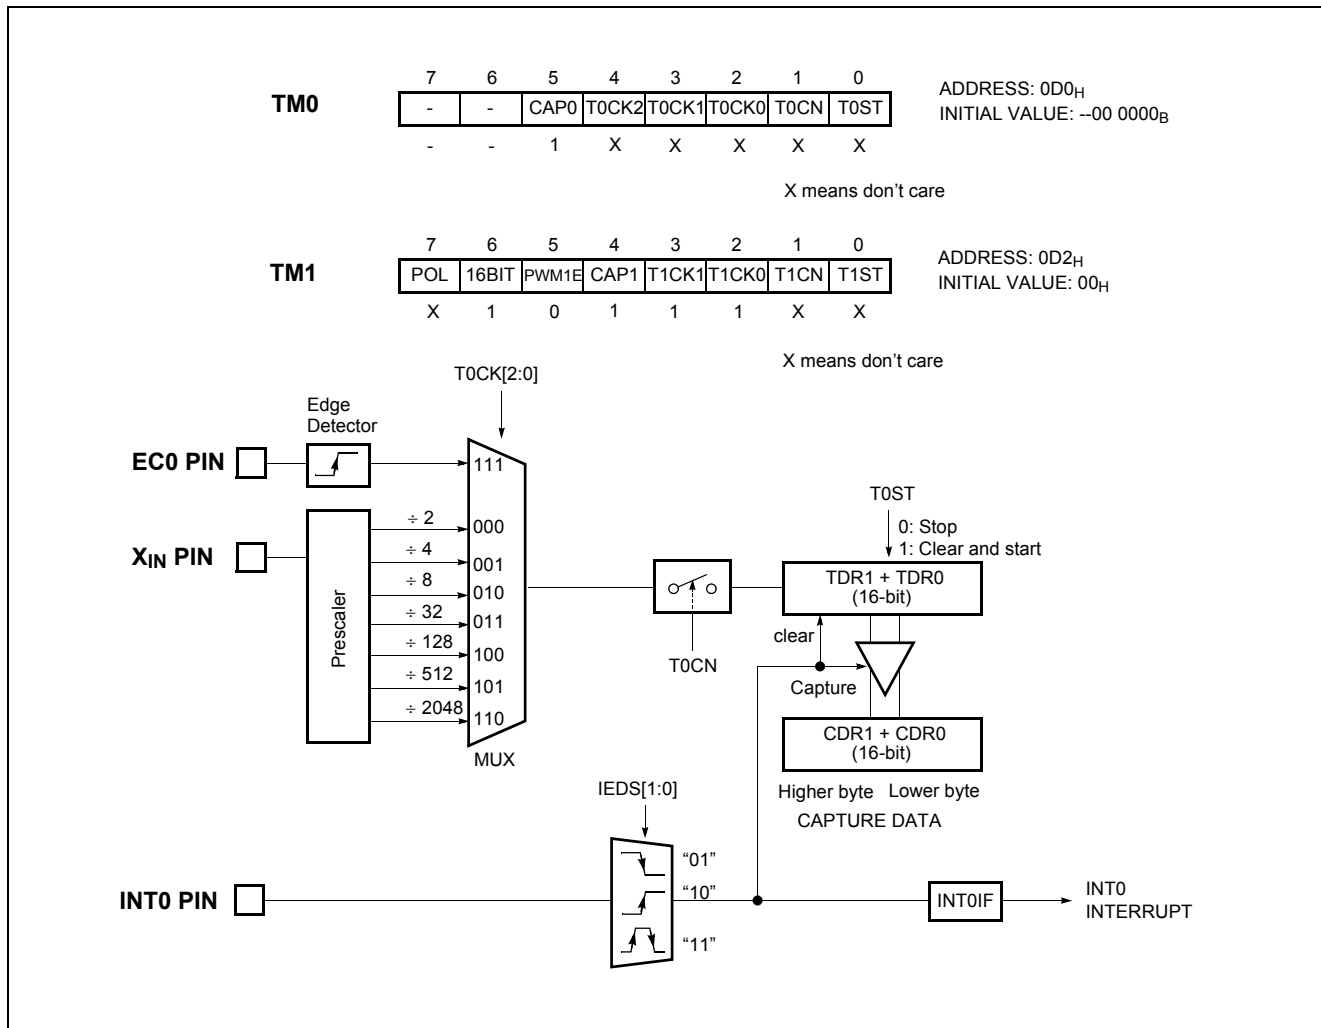 7 6 5 4 3 2 1 0
TM0
- - CAP0 T0CK2 T0CK1 T0CK0 T0CN T0ST
- - 1 X X X X X
ADDRESS: 0D0H
INITIAL VALUE: --00 0000B
X means don't care
7 6 5 4 3 2 1 0
TM1
POL 16BIT PWM1E CAP1 T1CK1 T1CK0 T1CN T1ST
X 1 0 1 1 1 X X
ADDRESS: 0D2H
INITIAL VALUE: 00H
X means don't care
T0CK[2:0]
Edge
Detector
EC0 PIN
111
XIN PIN
Prescaler
÷ 2
000
÷ 4
001
÷ 8
010
÷ 32
011
÷ 128
100
÷ 512
101
÷ 2048
110
MUX
T0CN
T0ST
0: Stop
1: Clear and start
TDR1 + TDR0
(16-bit)
clear
Capture
CDR1 + CDR0
(16-bit)
Higher byte Lower byte
CAPTURE DATA
IEDS[1:0]
INT0 PIN
“01”
“10”
“11”
INT0IF
INT0
INTERRUPT